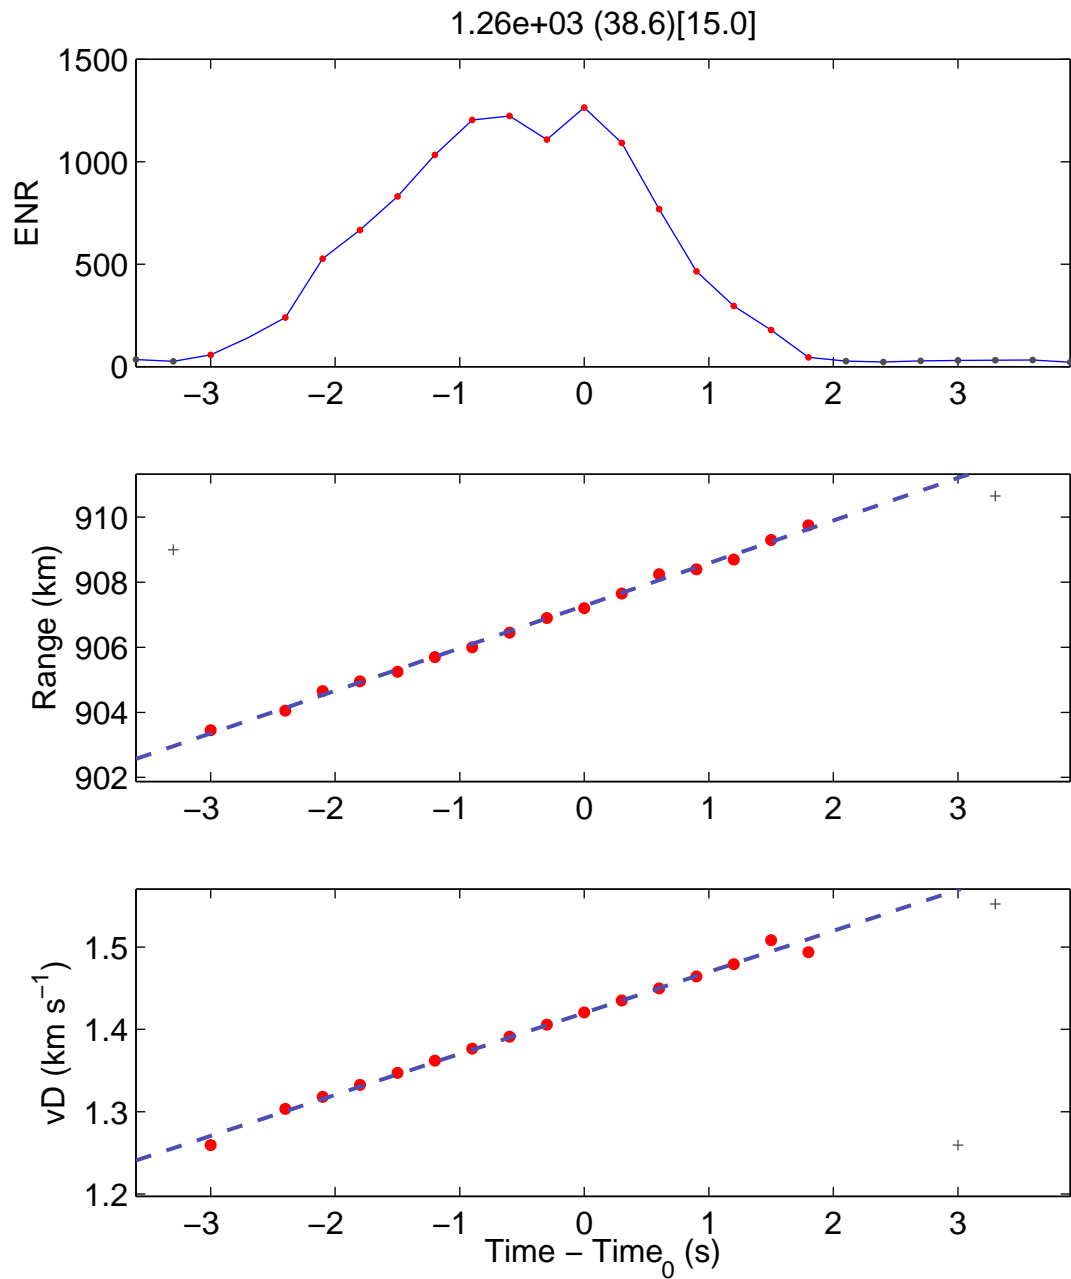 1.26e+03 (38.6)[15.0]
1500
1000
500
0
ENR
−3 −2 −1 0 1 2 3
910
908
906
904
902
Range (km)
−3 −2 −1 0 1 2 3
1.5
1.4
1.3
1.2
vD (km s⁻¹)
−3 −2 −1 0 1 2 3
Time − Time₀ (s)